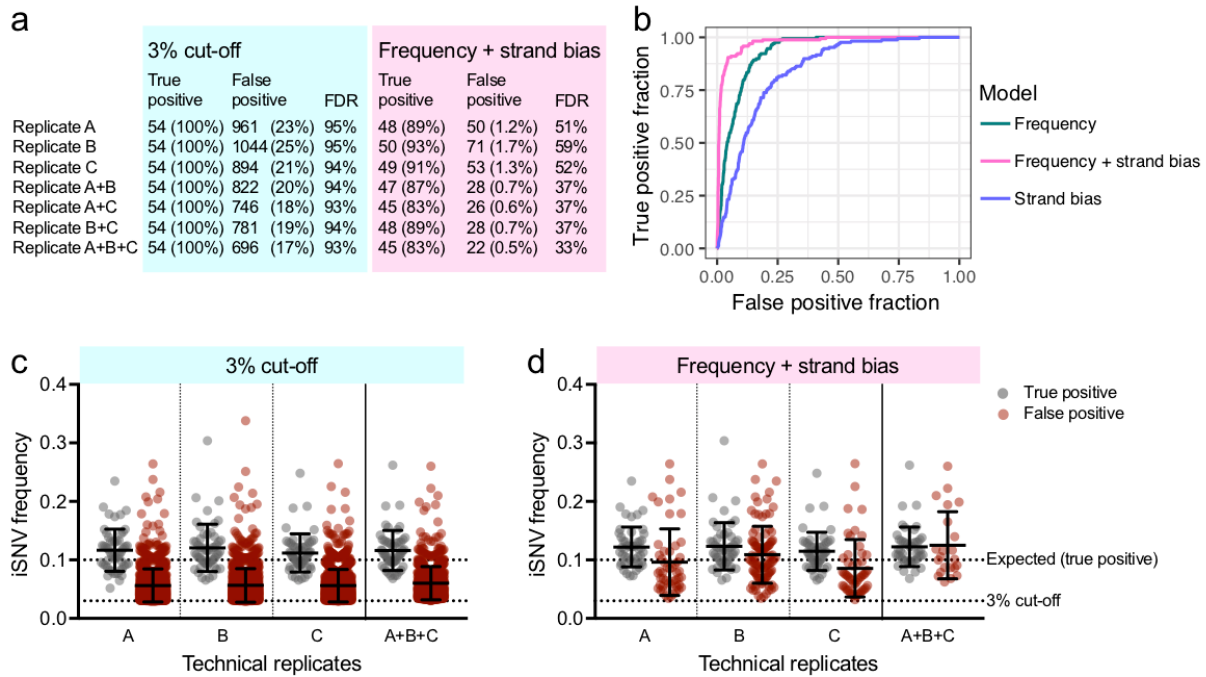 a
3% cut-off
Frequency + strand bias
True positive False positive FDR True positive False positive FDR
Replicate A 54 (100%) 961 (23%) 95% 48 (89%) 50 (1.2%) 51%
Replicate B 54 (100%) 1044 (25%) 95% 50 (93%) 71 (1.7%) 59%
Replicate C 54 (100%) 894 (21%) 94% 49 (91%) 53 (1.3%) 52%
Replicate A+B 54 (100%) 822 (20%) 94% 47 (87%) 28 (0.7%) 37%
Replicate A+C 54 (100%) 746 (18%) 93% 45 (83%) 26 (0.6%) 37%
Replicate B+C 54 (100%) 781 (19%) 94% 48 (89%) 28 (0.7%) 37%
Replicate A+B+C 54 (100%) 696 (17%) 93% 45 (83%) 22 (0.5%) 33%
b
True positive fraction
1.00
0.75
0.50
0.25
0.00
0.00 0.25 0.50 0.75 1.00
False positive fraction
Model
Frequency
Frequency + strand bias
Strand bias
c
3% cut-off
iSNV frequency
0.4
0.3
0.2
0.1
0.0
A B C A+B+C
Technical replicates
d
Frequency + strand bias
iSNV frequency
0.4
0.3
0.2
0.1
0.0
A B C A+B+C
Technical replicates
True positive
False positive
Expected (true positive)
3% cut-off